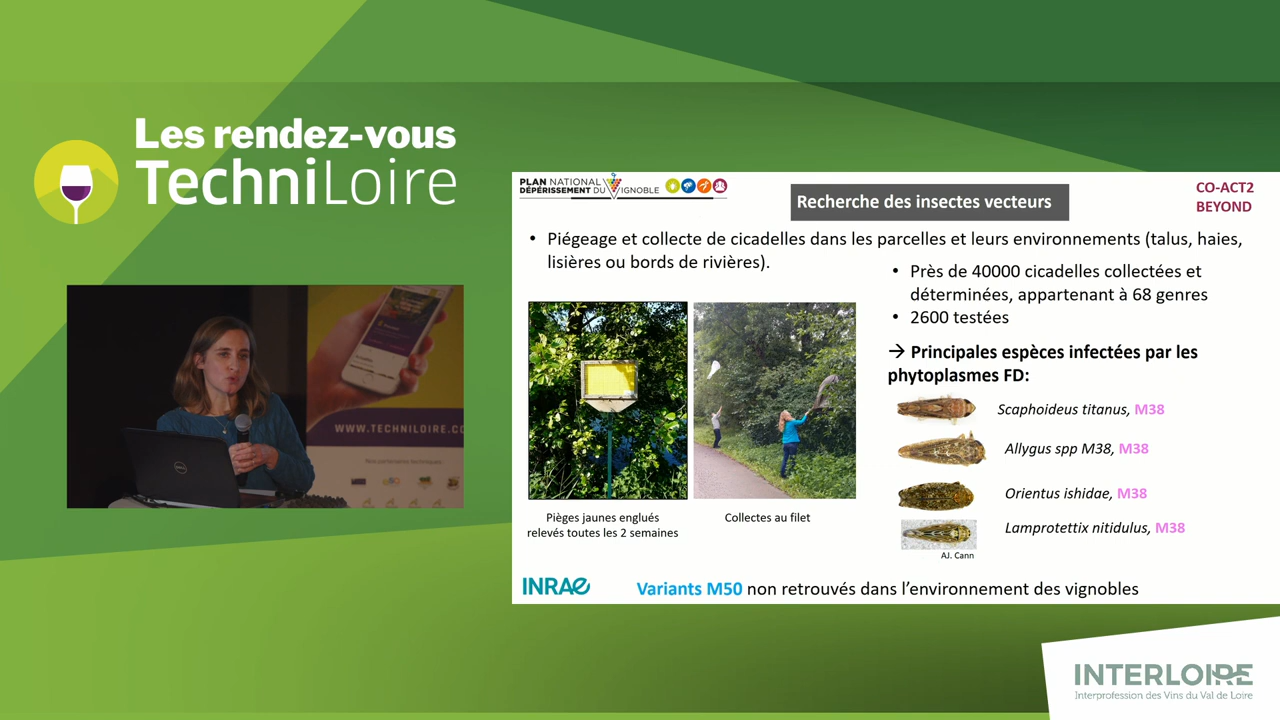 Les rendez-vous
TechniLoire
PLAN NATIONAL
DÉPÉRISSEMENT DU VIGNOBLE
Recherche des insectes vecteurs
CO-ACT2
BEYOND
• Piégeage et collecte de cicadelles dans les parcelles et leurs environnements (talus, haies,
lisières ou bords de rivières).
• Près de 40000 cicadelles collectées et
déterminées, appartenant à 68 genres
• 2600 testées
→ Principales espèces infectées par les
phytoplasmes FD:
Scaphoideus titanus, M38
Allygus spp M38, M38
Orientus ishidae, M38
Lamprotettix nitidulus, M38
AJ. Cann
Pièges jaunes englués
relevés toutes les 2 semaines
Collectes au filet
INRAE
Variants M50 non retrouvés dans l'environnement des vignobles
WWW.TECHNILOIRE.CO
Nos partenaires techniques :
DELL
INTERLOIRE
Interprofession des Vins du Val de Loire